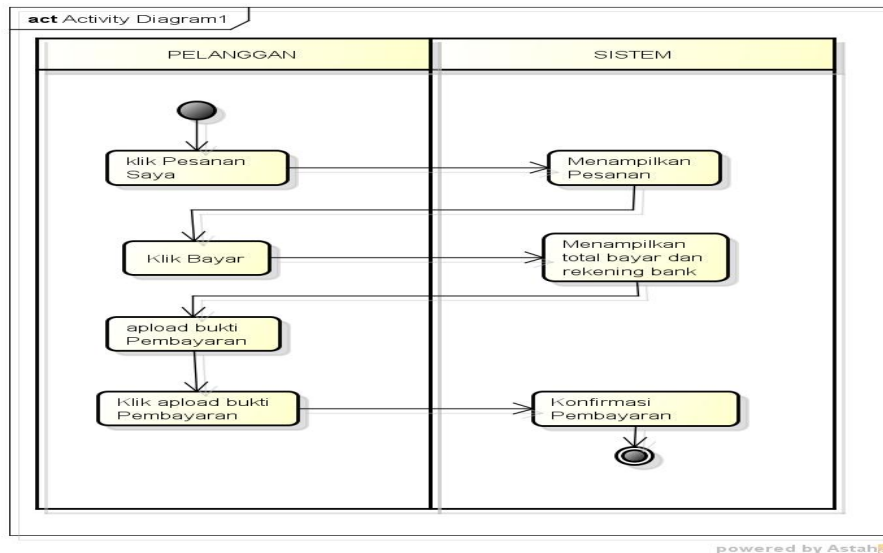 act Activity Diagram1
PELANGGAN
SISTEM
klik Pesanan
Saya
Menampilkan
Pesanan
Klik Bayar
Menampilkan
total bayar dan
rekening bank
apload bukti
Pembayaran
Klik apload bukti
Pembayaran
Konfirmasi
Pembayaran
powered by Astah